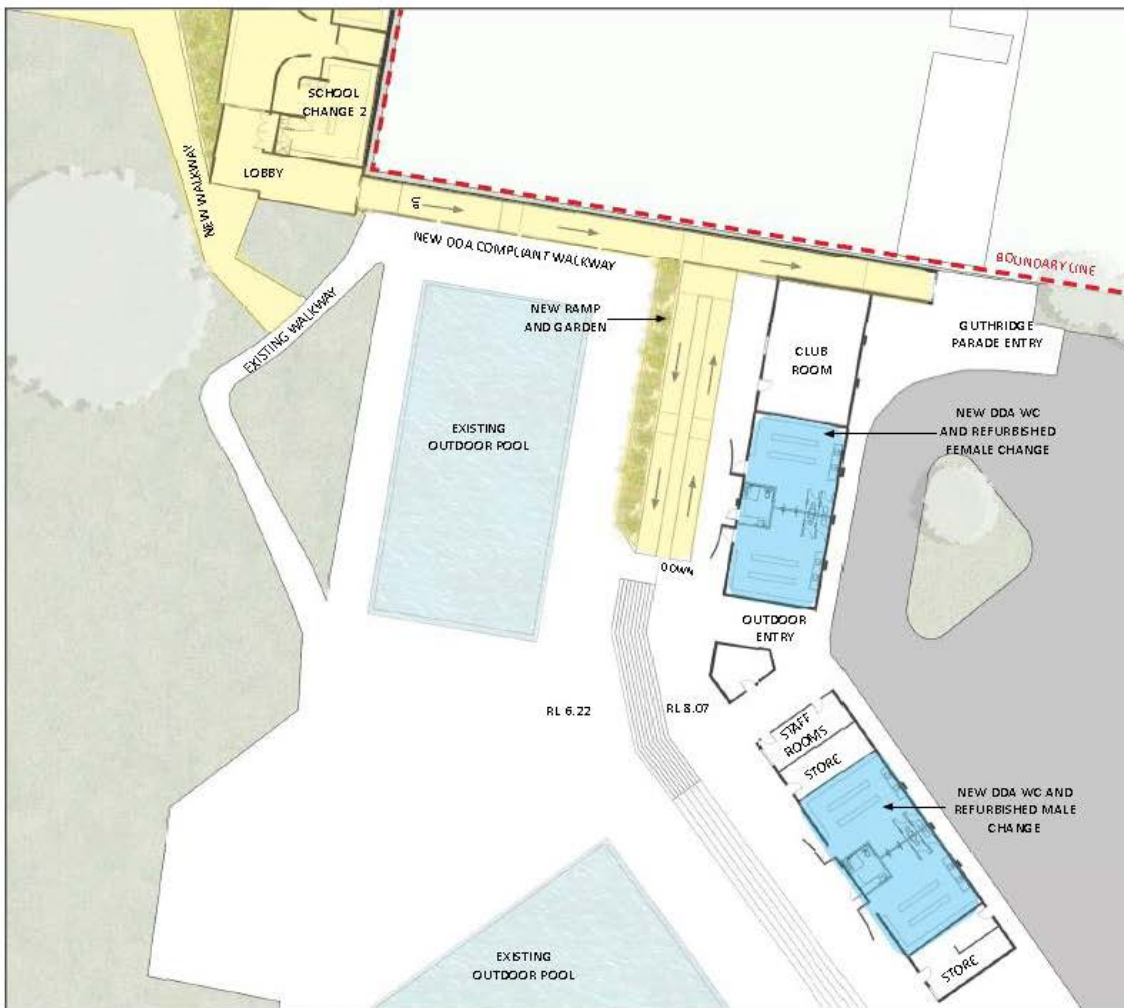 SCHOOL
CHANGE 2
LOBBY
NEW WALKWAY
UP
NEW DDA COMPLIANT WALKWAY
BOUNDARY LINE
EXISTING WALKWAY
NEW RAMP
AND GARDEN
GUTHRIDGE
PARADE ENTRY
CLUB
ROOM
EXISTING
OUTDOOR POOL
NEW DDA WC
AND REFURBISHED
FEMALE CHANGE
DOWN
OUTDOOR
ENTRY
RL 6.22
RL 8.07
STAFF
ROOMS
STORE
NEW DDA WC AND
REFURBISHED MALE
CHANGE
EXISTING
OUTDOOR POOL
STORE